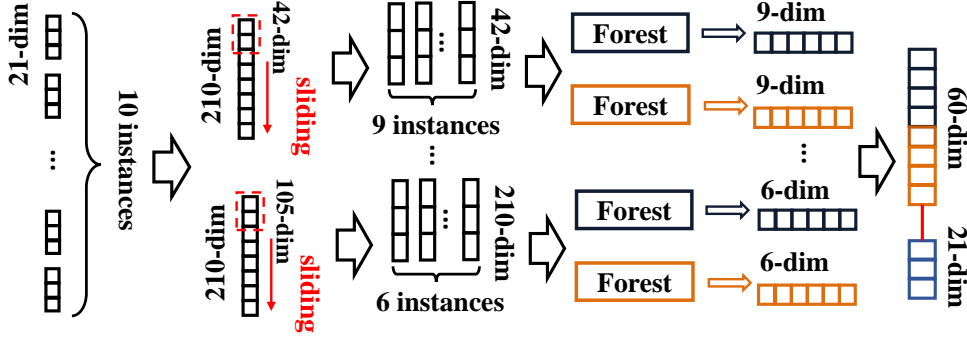 21-dim
...
10 instances
210-dim
42-dim
sliding
210-dim
105-dim
sliding
...
42-dim
9 instances
...
...
210-dim
6 instances
Forest
9-dim
Forest
9-dim
...
Forest
6-dim
Forest
6-dim
60-dim
21-dim